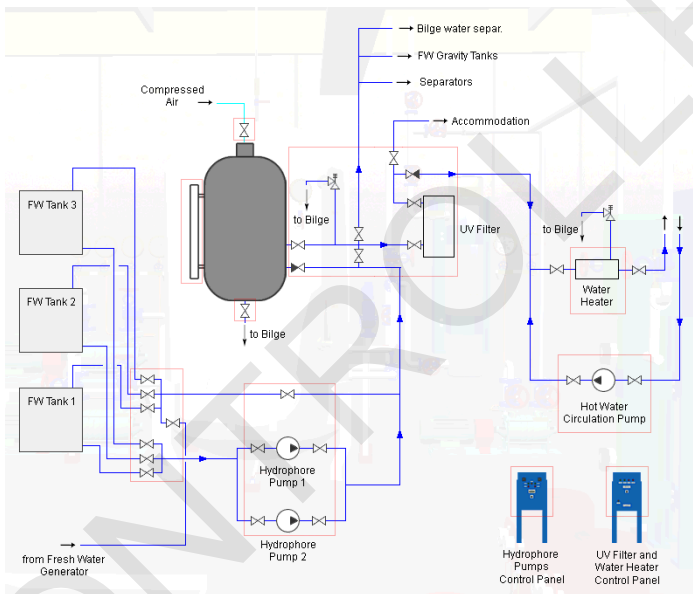 Bilge water separ.
FW Gravity Tanks
Separators
Compressed
Air
Accommodation
FW Tank 3
to Bilge
UV Filter
to Bilge
Water
Heater
FW Tank 2
to Bilge
FW Tank 1
Hot Water
Circulation Pump
Hydrophore
Pump 1
Hydrophore
Pump 2
from Fresh Water
Generator
Hydrophore
Pumps
Control Panel
UV Filter and
Water Heater
Control Panel